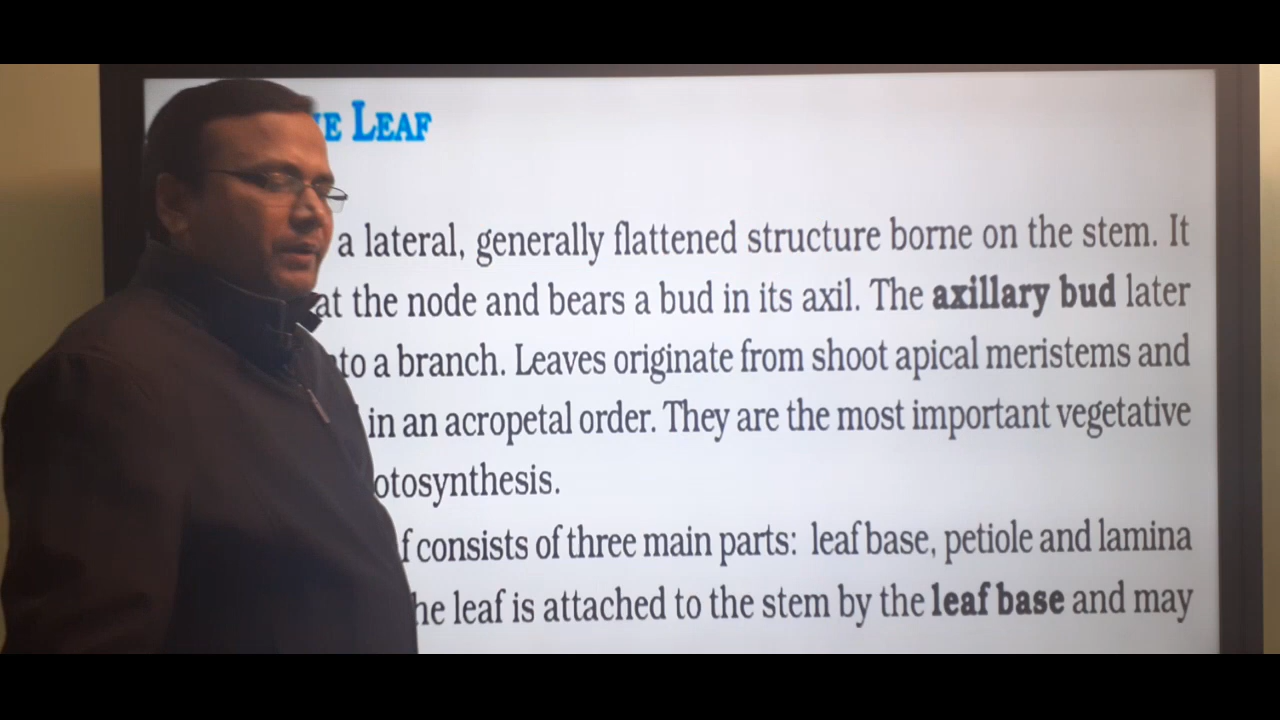 LEAF
a lateral, generally flattened structure borne on the stem. It
at the node and bears a bud in its axil. The axillary bud later
to a branch. Leaves originate from shoot apical meristems and
in an acropetal order. They are the most important vegetative
otosynthesis.
consists of three main parts: leaf base, petiole and lamina
leaf is attached to the stem by the leaf base and may